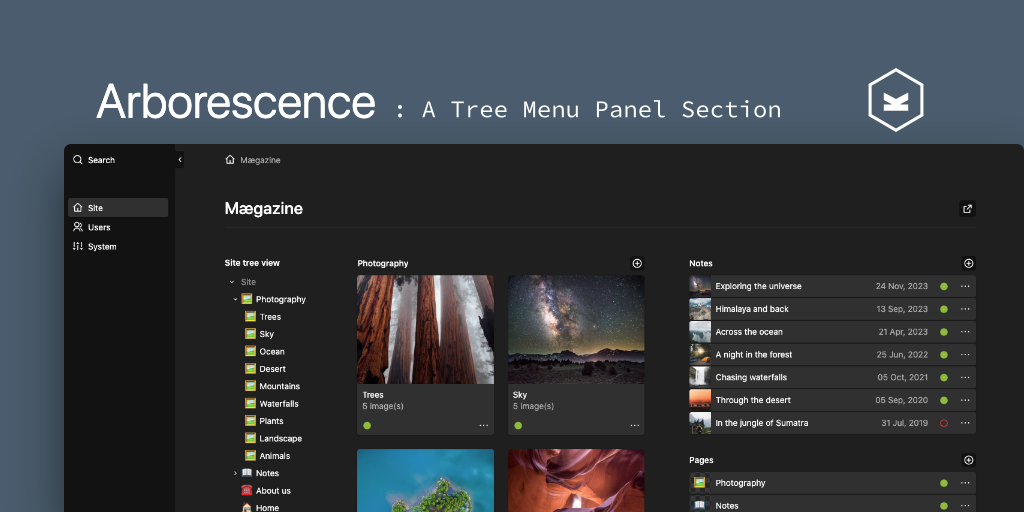 Arborescence : A Tree Menu Panel Section
Search
Site
Users
System
Mægazine
Mægazine
Site tree view
Site
Photography
Trees
Sky
Ocean
Desert
Mountains
Waterfalls
Plants
Landscape
Animals
Notes
About us
Home
Photography
Trees
5 image(s)
Sky
5 image(s)
Notes
Exploring the universe 24 Nov, 2023
Himalaya and back 13 Sep, 2023
Across the ocean 21 Apr, 2023
A night in the forest 25 Jun, 2022
Chasing waterfalls 05 Oct, 2021
Through the desert 05 Sep, 2020
In the jungle of Sumatra 31 Jul, 2019
Pages
Photography
Notes